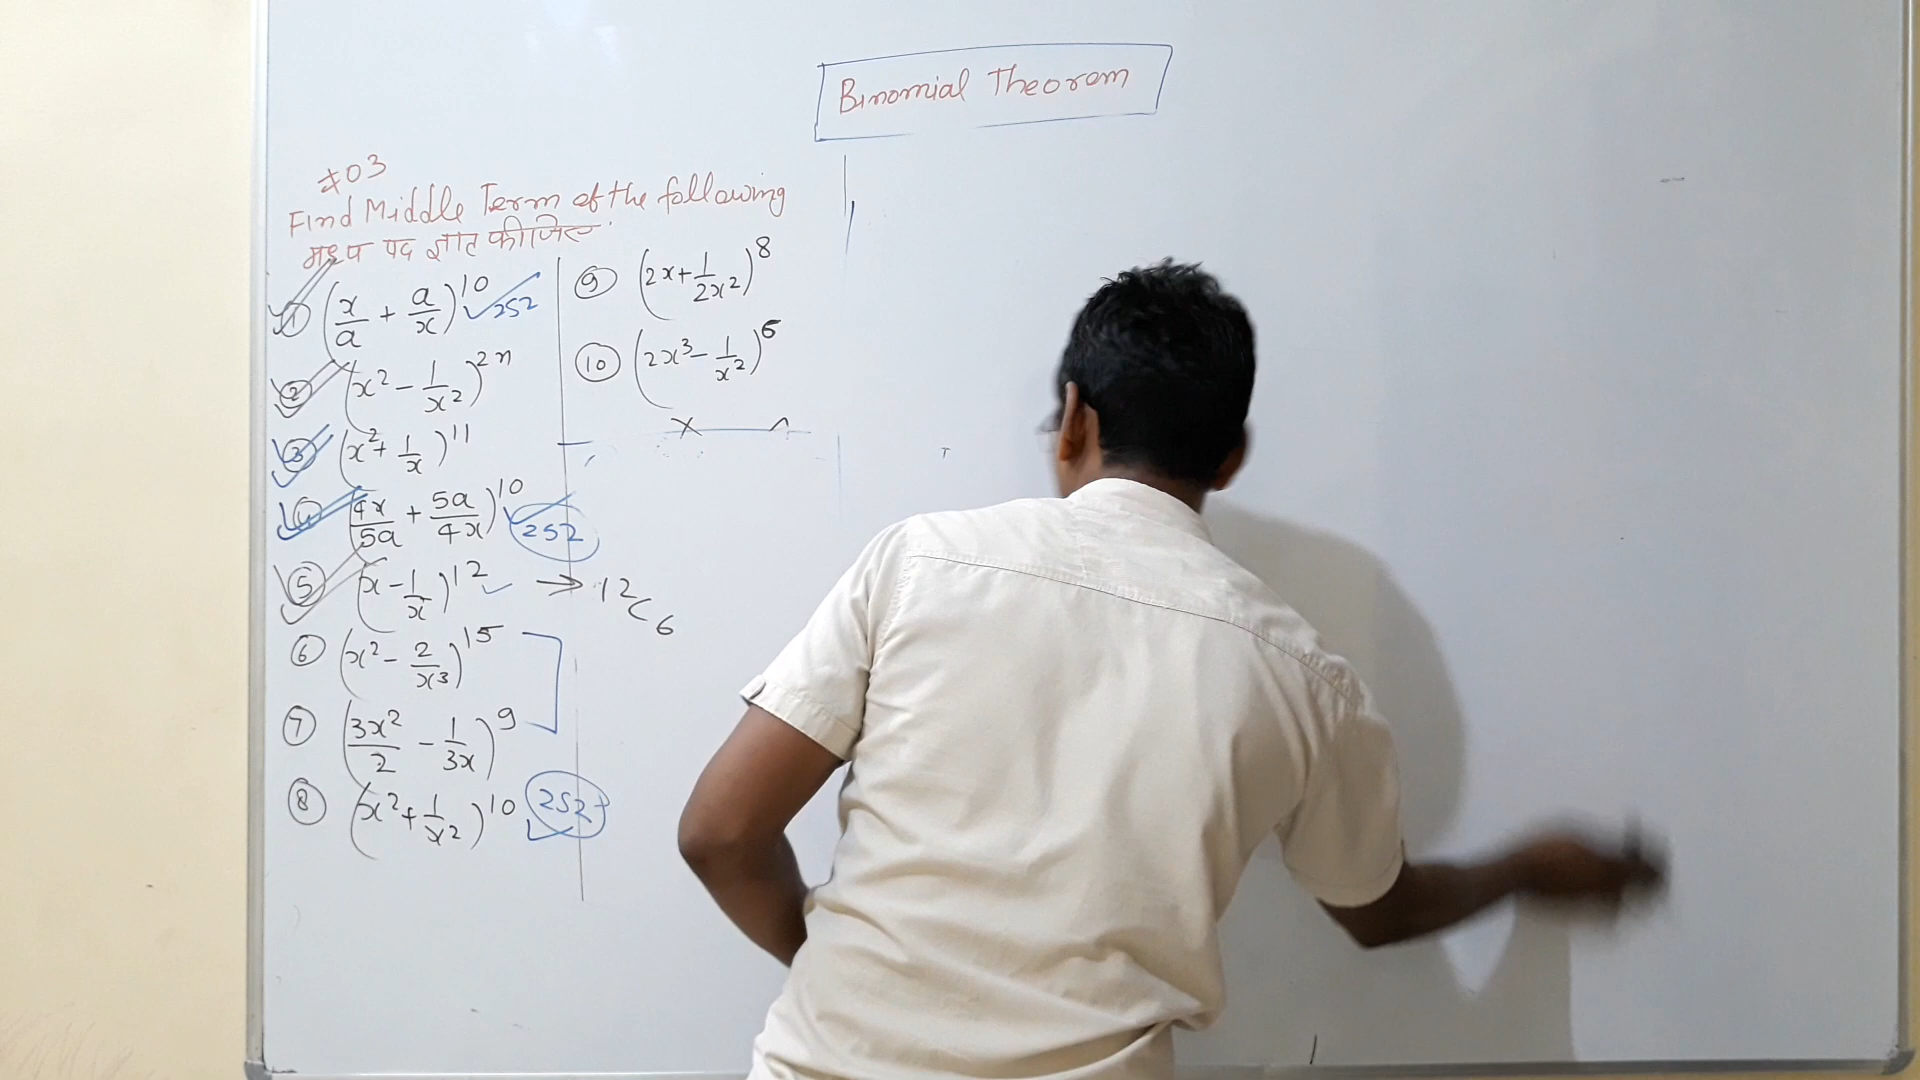 Binomial Theorem
#03
Find Middle Term of the following
मध्य पद ज्ञात कीजिए
① (x/a + a/x)^10 ✓252
② (x² - 1/x²)^2n
③ (x² + 1/x)^11
④ (4x/5a + 5a/4x)^10 252
⑤ (x - 1/x)^12 → 12C6
⑥ (x² - 2/x³)^15
⑦ (3x²/2 - 1/3x)^9
⑧ (x² + 1/x²)^10 252
⑨ (2x + 1/2x²)^8
⑩ (2x³ - 1/x²)^5